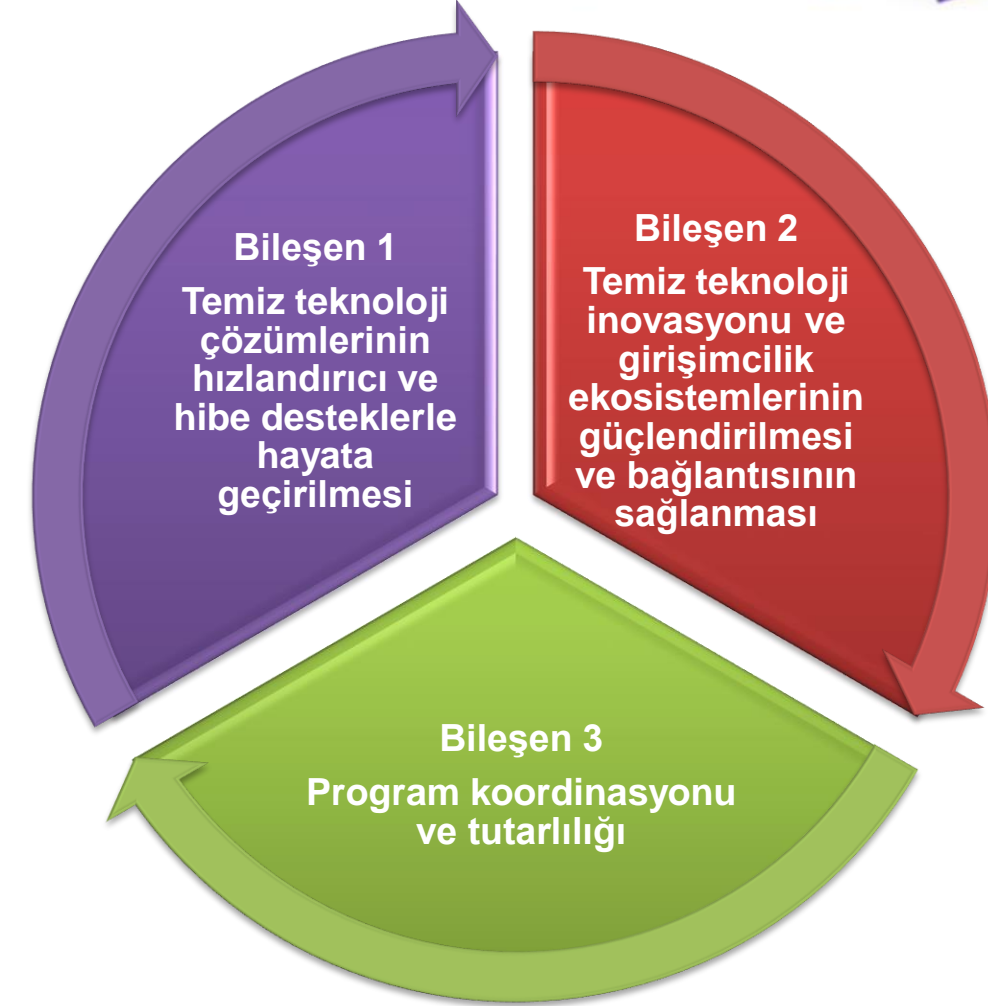 Bileşen 1
Temiz teknoloji
çözümlerinin
hızlandırıcı ve
hibe desteklerle
hayata
geçirilmesi
Bileşen 2
Temiz teknoloji
inovasyonu ve
girişimcilik
ekosistemlerinin
güçlendirilmesi
ve bağlantısının
sağlanması
Bileşen 3
Program koordinasyonu
ve tutarlılığı